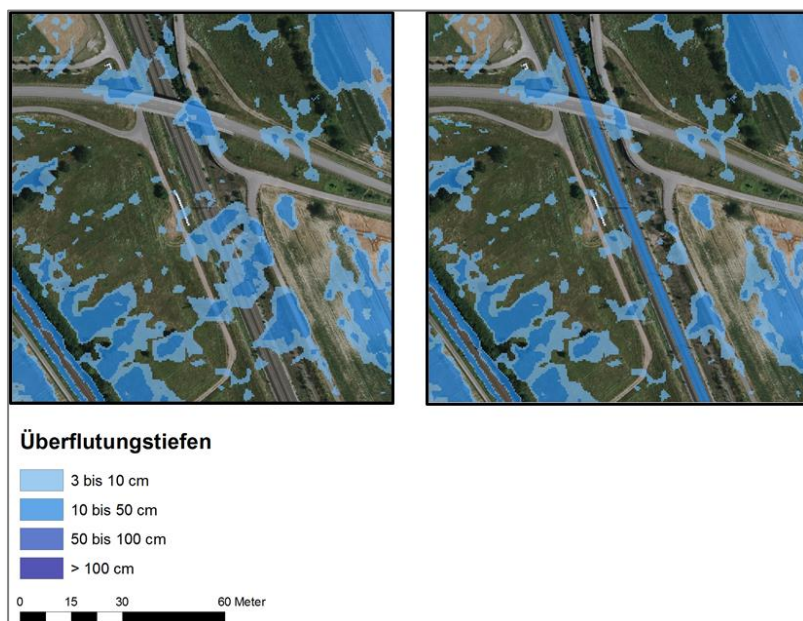 Überflutungstiefen
3 bis 10 cm
10 bis 50 cm
50 bis 100 cm
> 100 cm
0 15 30 60 Meter